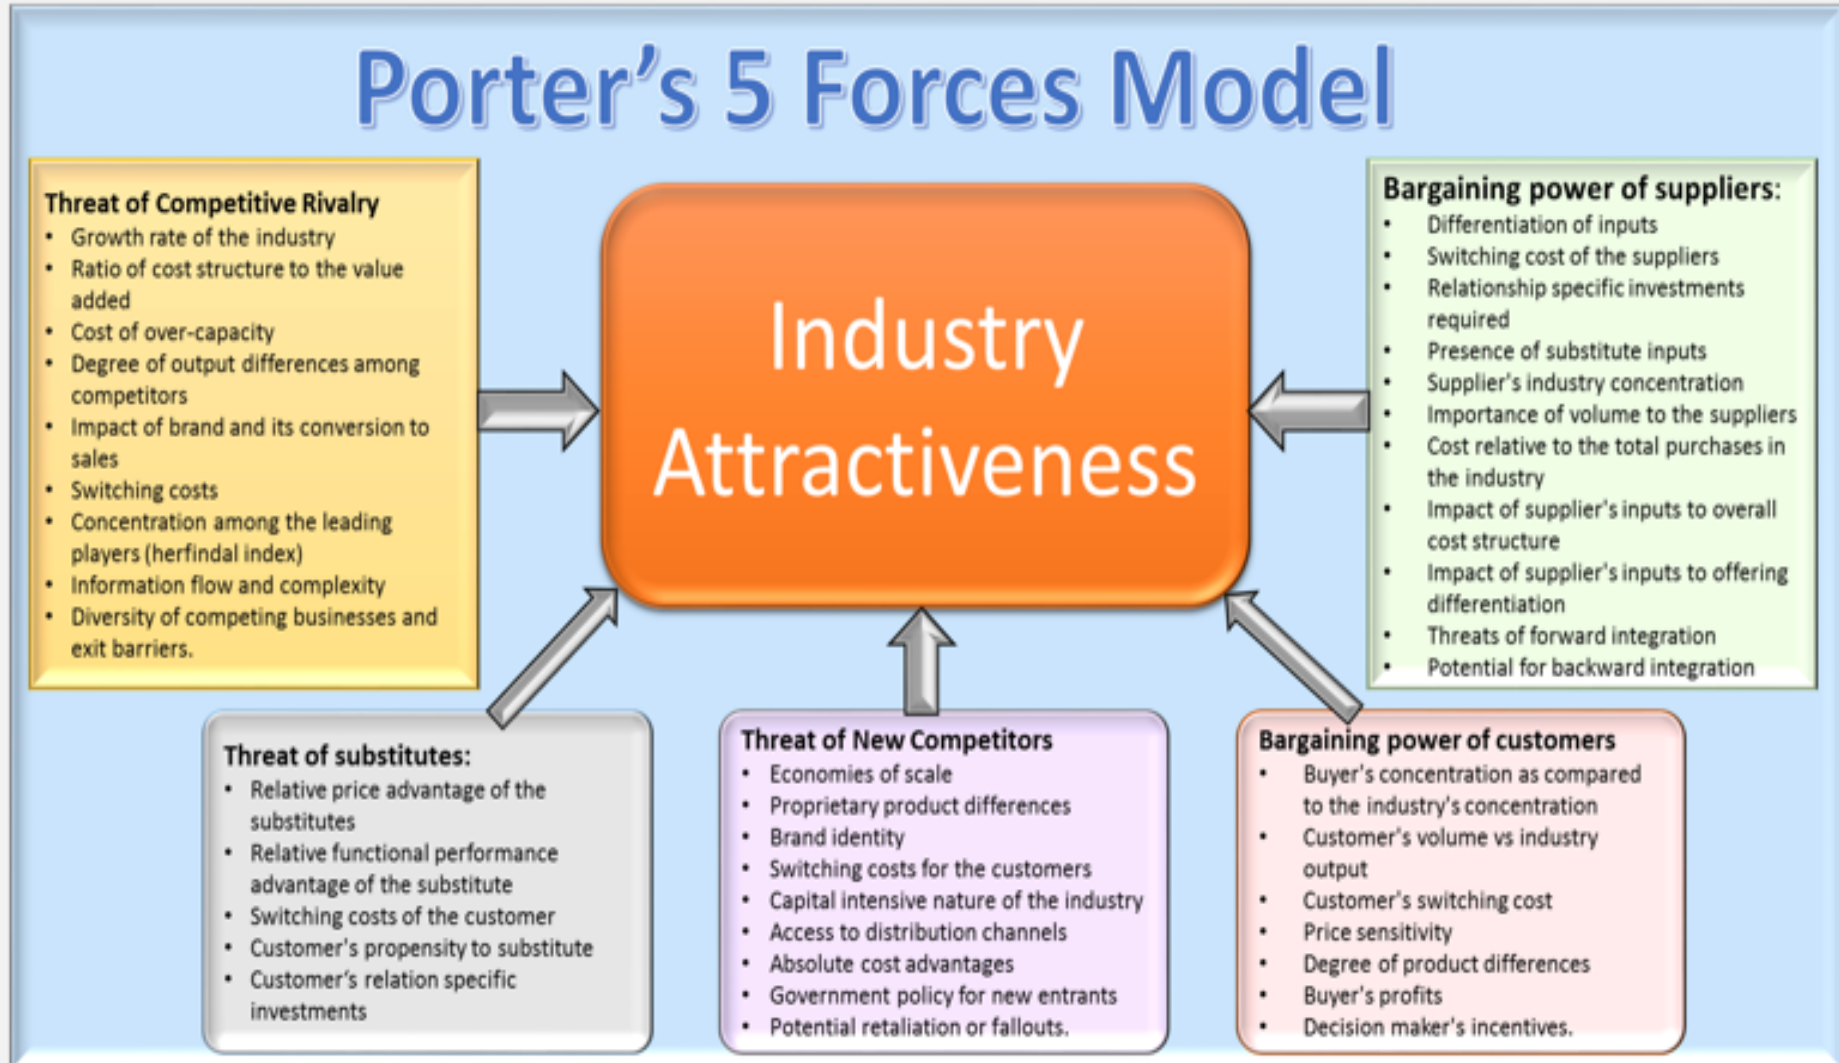 Porter's 5 Forces Model
Threat of Competitive Rivalry
• Growth rate of the industry
• Ratio of cost structure to the value
added
• Cost of over-capacity
• Degree of output differences among
competitors
• Impact of brand and its conversion to
sales
• Switching costs
• Concentration among the leading
players (herfindal index)
• Information flow and complexity
• Diversity of competing businesses and
exit barriers.
Industry
Attractiveness
Bargaining power of suppliers:
• Differentiation of inputs
• Switching cost of the suppliers
• Relationship specific investments
required
• Presence of substitute inputs
• Supplier's industry concentration
• Importance of volume to the suppliers
• Cost relative to the total purchases in
the industry
• Impact of supplier's inputs to overall
cost structure
• Impact of supplier's inputs to offering
differentiation
• Threats of forward integration
• Potential for backward integration
Threat of substitutes:
• Relative price advantage of the
substitutes
• Relative functional performance
advantage of the substitute
• Switching costs of the customer
• Customer's propensity to substitute
• Customer's relation specific
investments
Threat of New Competitors
• Economies of scale
• Proprietary product differences
• Brand identity
• Switching costs for the customers
• Capital intensive nature of the industry
• Access to distribution channels
• Absolute cost advantages
• Government policy for new entrants
• Potential retaliation or fallouts.
Bargaining power of customers
• Buyer's concentration as compared
to the industry's concentration
• Customer's volume vs industry
output
• Customer's switching cost
• Price sensitivity
• Degree of product differences
• Buyer's profits
• Decision maker's incentives.